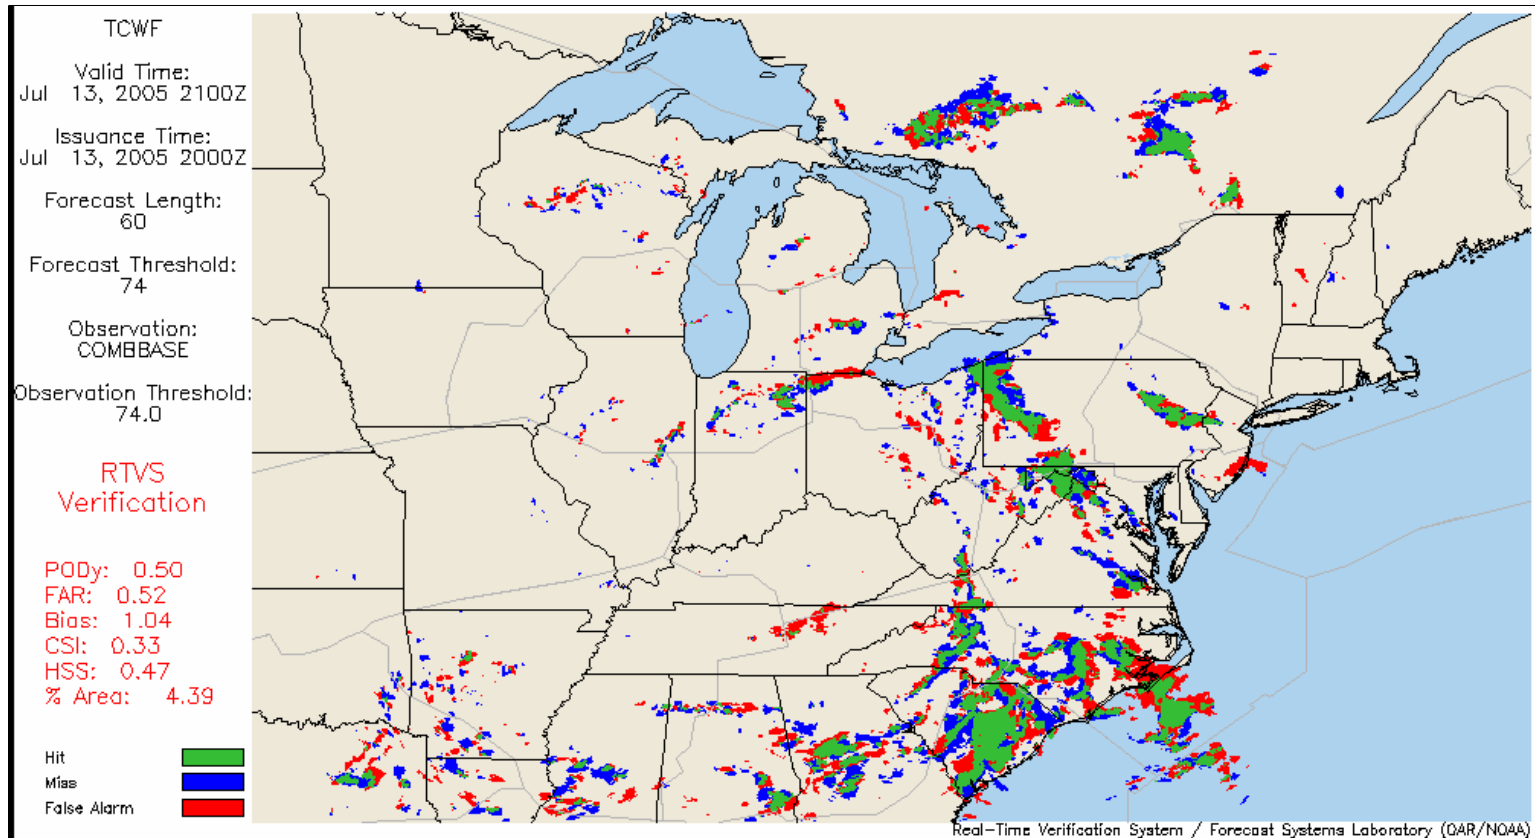 TCWF
Valid Time:
Jul 13, 2005 2100Z
Issuance Time:
Jul 13, 2005 2000Z
Forecast Length:
60
Forecast Threshold:
74
Observation:
COMBBASE
Observation Threshold:
74.0
RTVS
Verification
PODy: 0.50
FAR: 0.52
Bias: 1.04
CSI: 0.33
HSS: 0.47
% Area: 4.39
Hit
Miss
False Alarm
Real-Time Verification System / Forecast Systems Laboratory (OAR/NOAA)